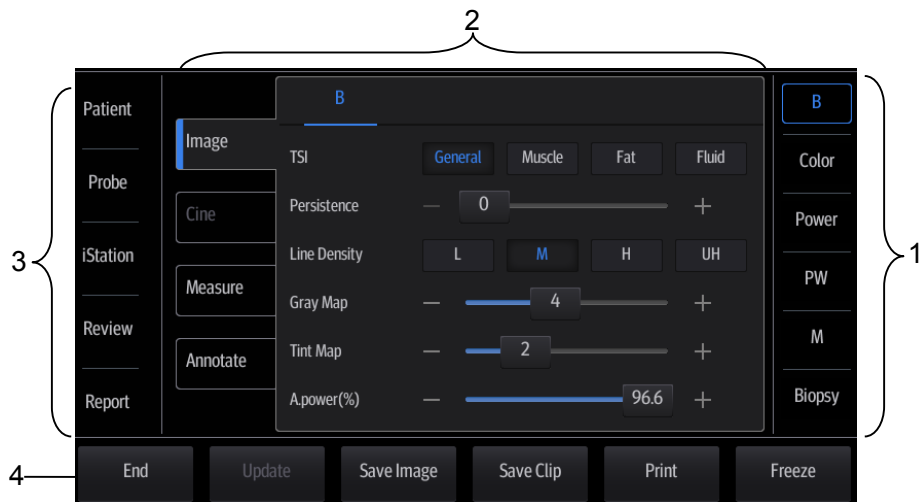 2
Patient
Probe
iStation
Review
Report
3
Image
Cine
Measure
Annotate
B
TSI General Muscle Fat Fluid
Persistence — 0 +
Line Density L M H UH
Gray Map — 4 +
Tint Map — 2 +
A.power(%) — 96.6 +
B
Color
Power
PW
M
Biopsy
1
4
End Update Save Image Save Clip Print Freeze